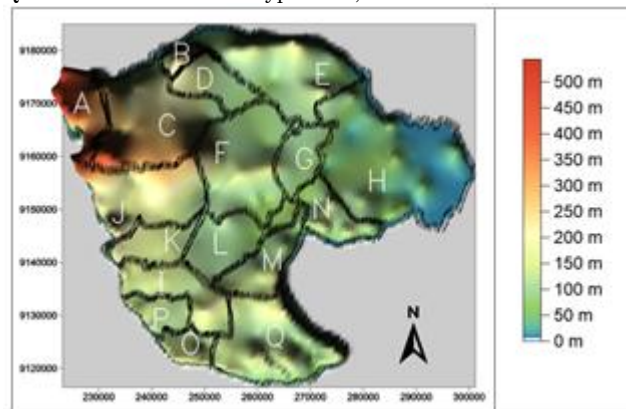 9180000
9170000
9160000
9150000
9140000
9130000
9120000
230000 240000 250000 260000 270000 280000 290000 300000
A
B
D
E
C
F
G
H
J
K
L
N
M
I
P
O
Q
N
500 m
450 m
400 m
350 m
300 m
250 m
200 m
150 m
100 m
50 m
0 m